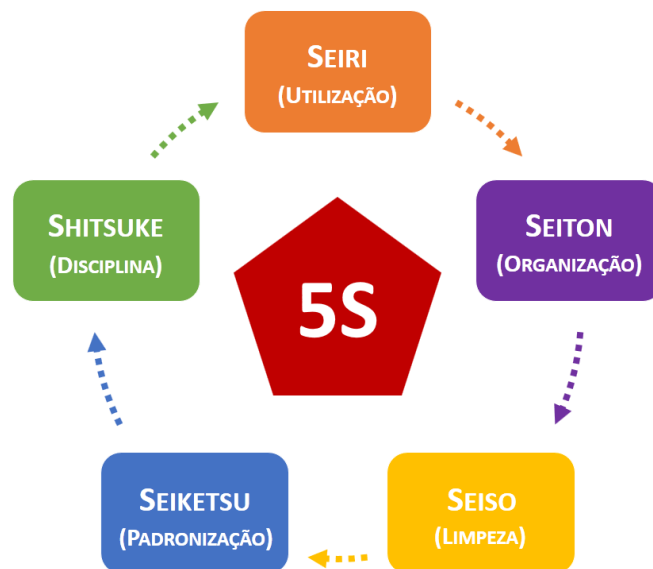 SEIRI
(UTILIZAÇÃO)
SEITON
(ORGANIZAÇÃO)
SEISO
(LIMPEZA)
SEIKETSU
(PADRONIZAÇÃO)
SHITSUKE
(DISCIPLINA)
5S